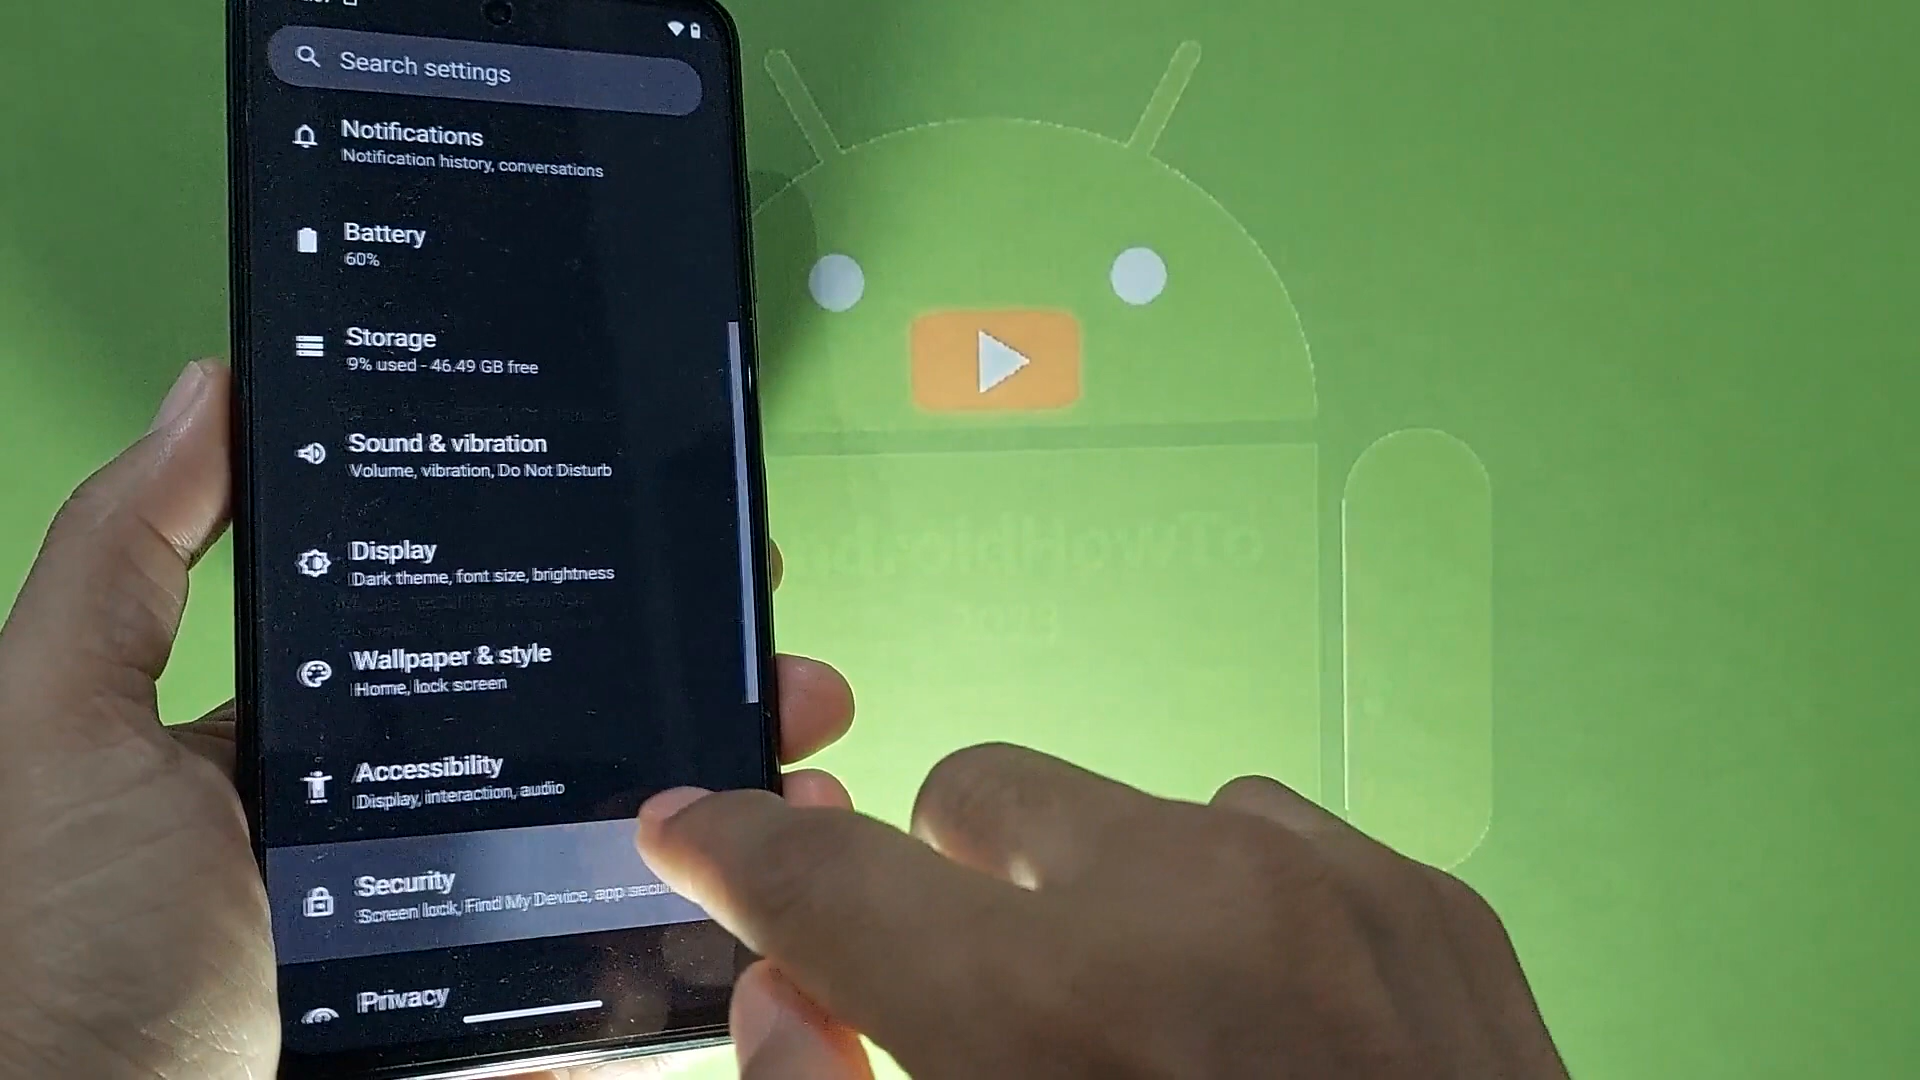 Search settings
Notifications
Notification history, conversations
Battery
60%
Storage
9% used - 46.49 GB free
Sound & vibration
Volume, vibration, Do Not Disturb
Display
Dark theme, font size, brightness
Wallpaper & style
Home, lock screen
Accessibility
Display, interaction, audio
Security
Screen lock, Find My Device, app
Privacy